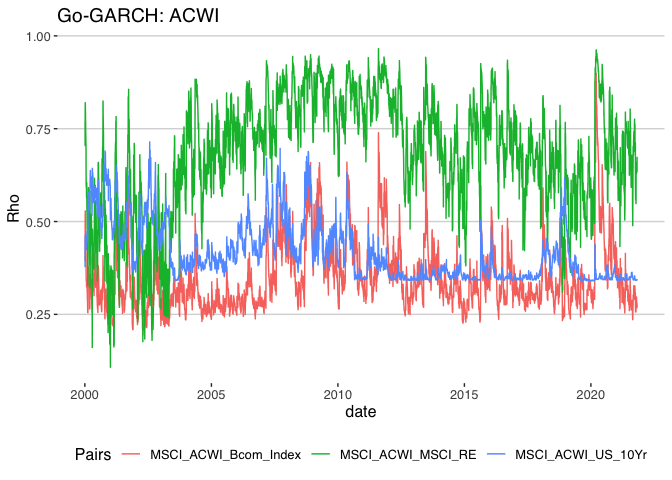 Go-GARCH: ACWI
1.00
0.75
0.50
0.25
Rho
2000 2005 2010 2015 2020
date
Pairs MSCI_ACWI_Bcom_Index MSCI_ACWI_MSCI_RE MSCI_ACWI_US_10Yr